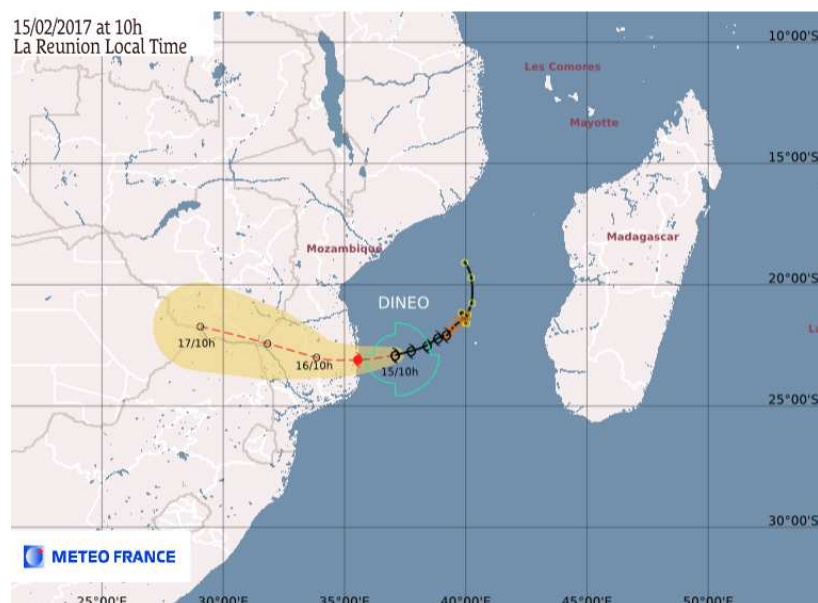 15/02/2017 at 10h
La Reunion Local Time
10°00'S
Les Comores
Mayotte
15°00'S
Mozambique
Madagascar
20°00'S
DINEO
La
17/10h
16/10h
15/10h
25°00'S
30°00'S
METEO FRANCE
25°00'E
30°00'E
35°00'E
40°00'E
45°00'E
50°00'E